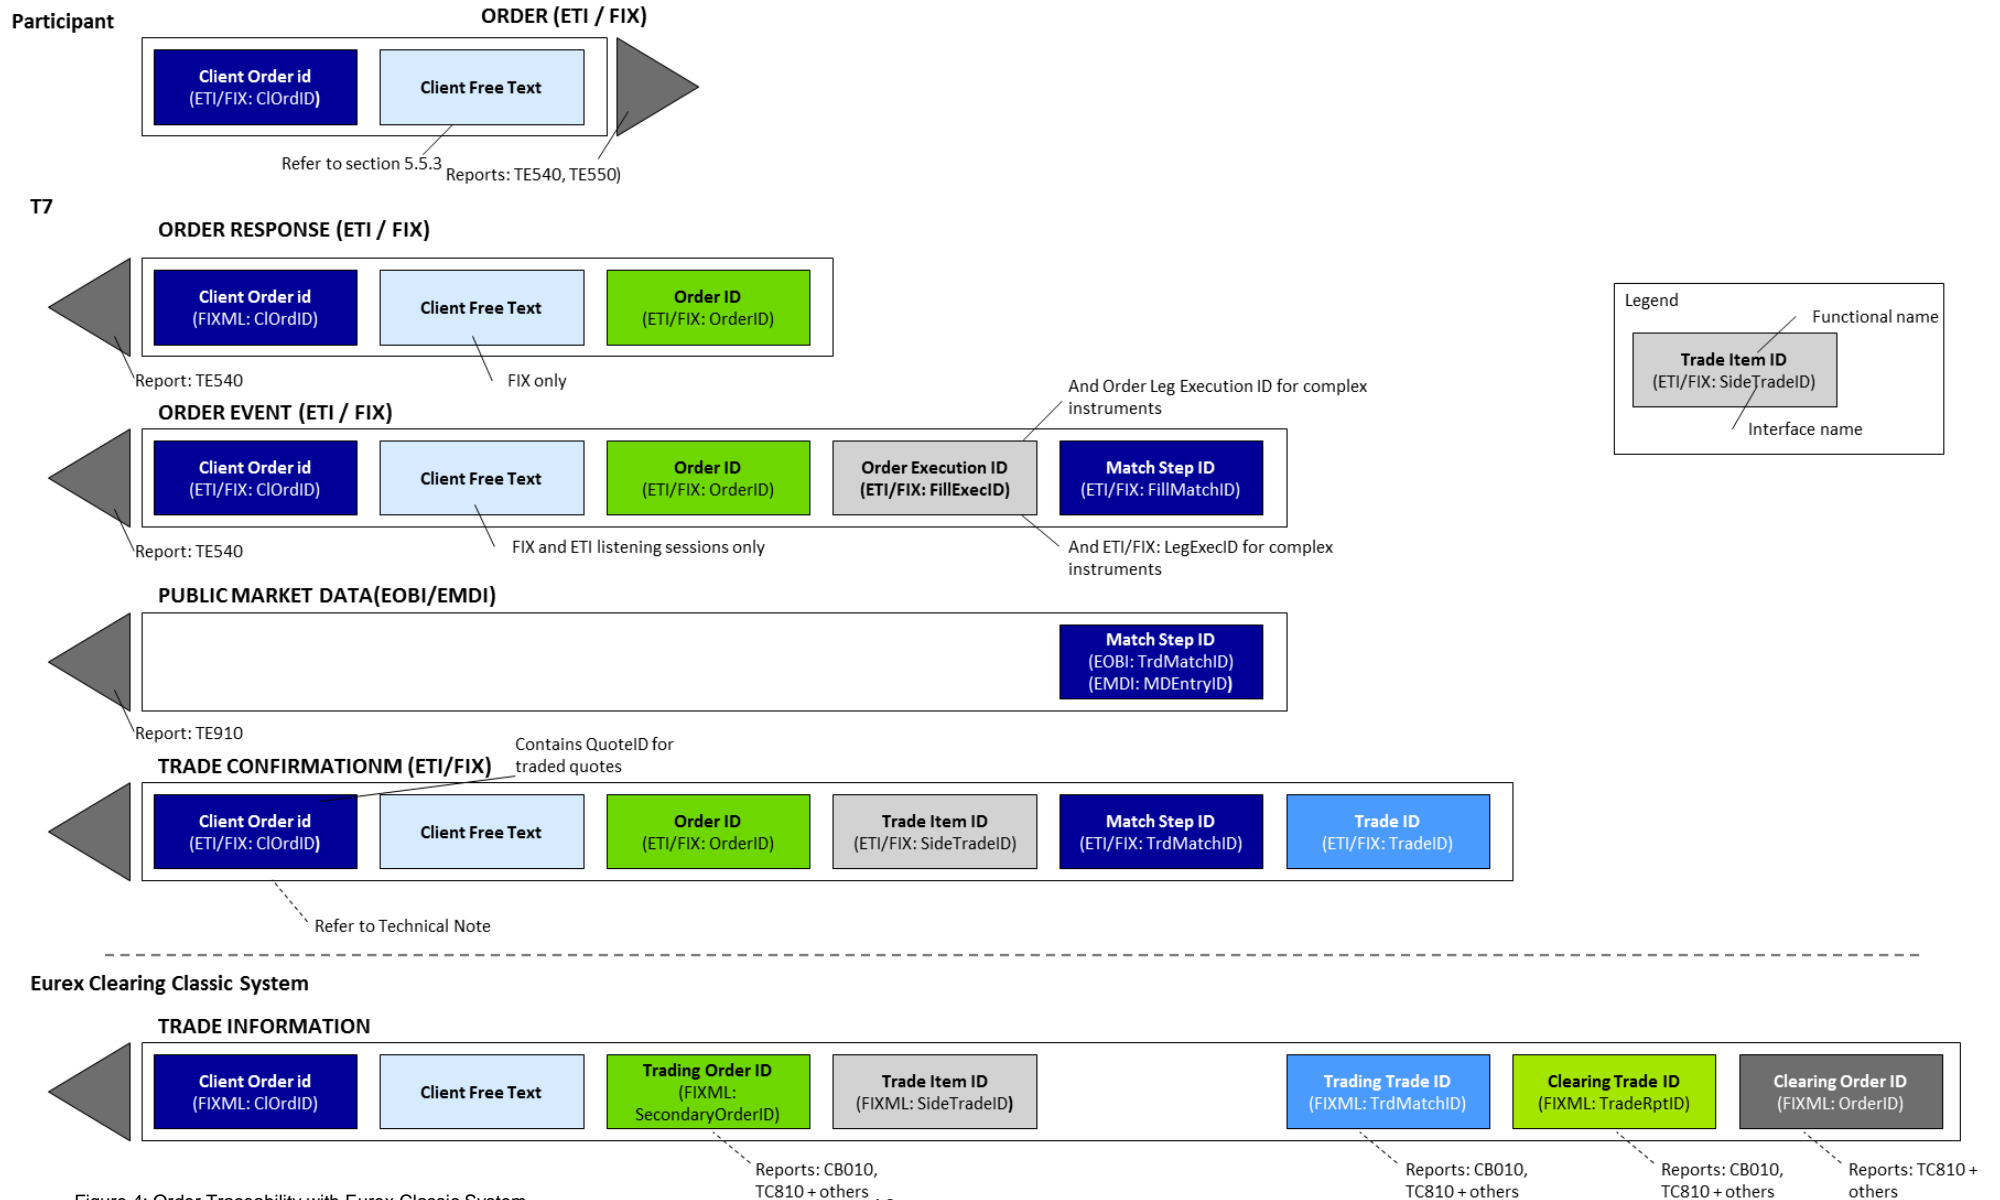 Participant
ORDER (ETI / FIX)
Client Order id
(ETI/FIX: ClOrdID)
Client Free Text
Refer to section 5.5.3
Reports: TE540, TE550)
T7
ORDER RESPONSE (ETI / FIX)
Client Order id
(FIXML: ClOrdID)
Client Free Text
Order ID
(ETI/FIX: OrderID)
Report: TE540
FIX only
Legend
Functional name
Trade Item ID
(ETI/FIX: SideTradeID)
Interface name
And Order Leg Execution ID for complex
instruments
ORDER EVENT (ETI / FIX)
Client Order id
(ETI/FIX: ClOrdID)
Client Free Text
Order ID
(ETI/FIX: OrderID)
Order Execution ID
(ETI/FIX: FillExecID)
Match Step ID
(ETI/FIX: FillMatchID)
Report: TE540
FIX and ETI listening sessions only
And ETI/FIX: LegExecID for complex
instruments
PUBLIC MARKET DATA(EOBI/EMDI)
Match Step ID
(EOBI: TrdMatchID)
(EMDI: MDEntryID)
Report: TE910
Contains QuoteID for
traded quotes
TRADE CONFIRMATIONM (ETI/FIX)
Client Order id
(ETI/FIX: ClOrdID)
Client Free Text
Order ID
(ETI/FIX: OrderID)
Trade Item ID
(ETI/FIX: SideTradeID)
Match Step ID
(ETI/FIX: TrdMatchID)
Trade ID
(ETI/FIX: TradeID)
Refer to Technical Note
Eurex Clearing Classic System
TRADE INFORMATION
Client Order id
(FIXML: ClOrdID)
Client Free Text
Trading Order ID
(FIXML:
SecondaryOrderID)
Trade Item ID
(FIXML: SideTradeID)
Trading Trade ID
(FIXML: TrdMatchID)
Clearing Trade ID
(FIXML: TradeRptID)
Clearing Order ID
(FIXML: OrderID)
Reports: CB010,
TC810 + others
Reports: CB010,
TC810 + others
Reports: CB010,
TC810 + others
Reports: TC810 +
others
Figure 4: Order Traceability with Eurex Classic System